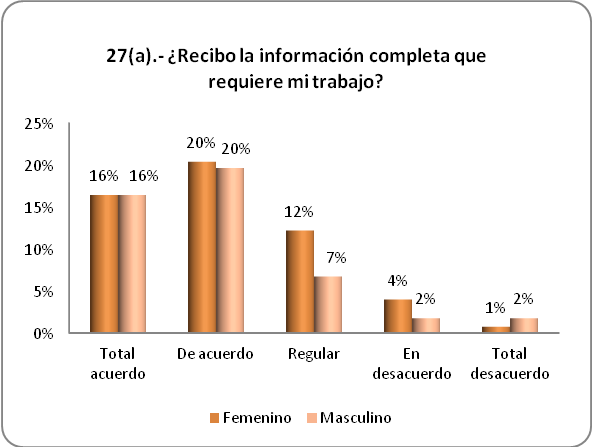 27(a).- ¿Recibo la información completa que
requiere mi trabajo?
25%
20%
15%
10%
5%
0%
16% 16%
20% 20%
12% 7%
4% 2%
1% 2%
Total
acuerdo
De acuerdo
Regular
En
desacuerdo
Total
desacuerdo
Femenino Masculino